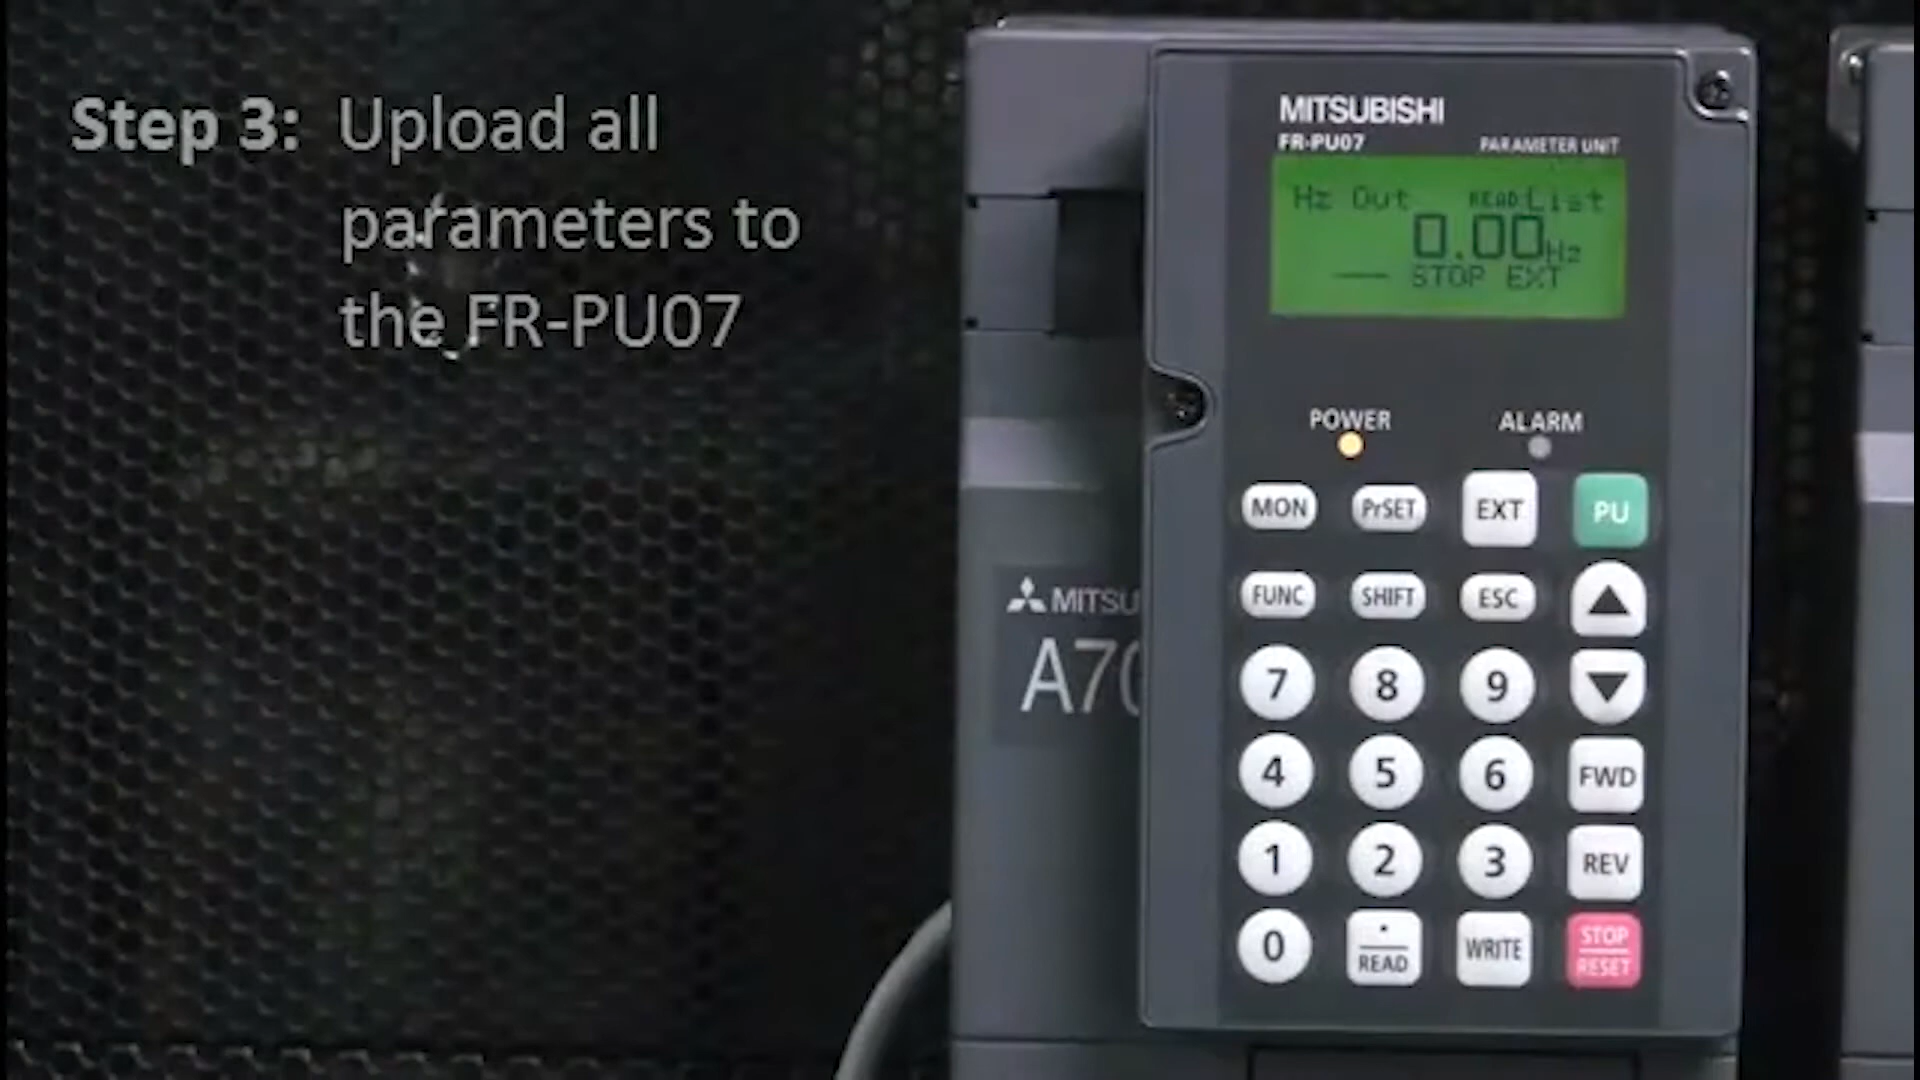 Step 3: Upload all
parameters to
the FR-PU07
MITSUBISHI
FR-PU07 PARAMETER UNIT
Hz Out READ:List
0.00Hz
--- STOP EXT
POWER ALARM
MON PrSET EXT PU
FUNC SHIFT ESC
MITSU
A70
7 8 9
4 5 6 FWD
1 2 3 REV
0 . READ WRITE STOP RESET